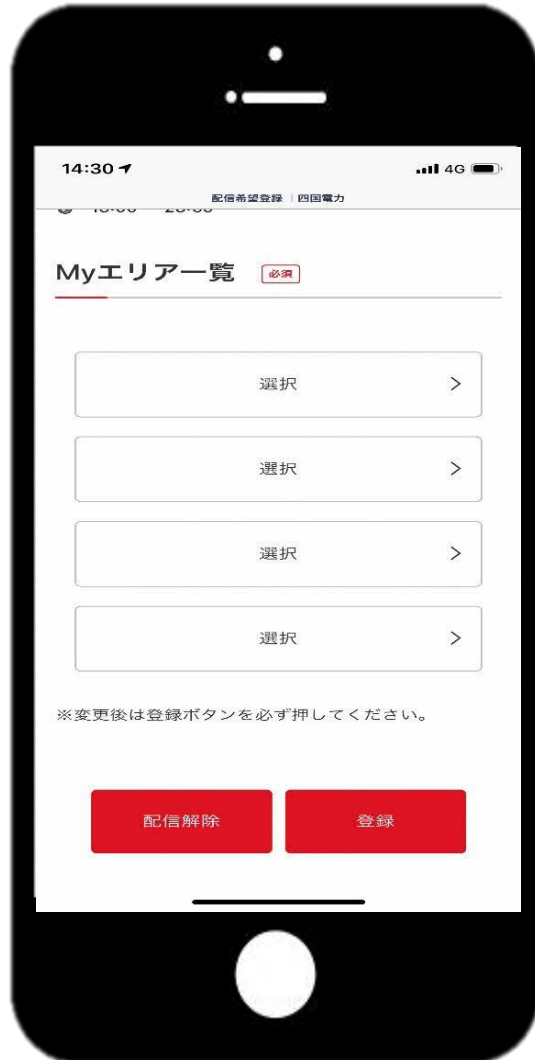 14:30
4G
配信希望登録｜四国電力
Myエリア一覧 必須
選択
選択
選択
選択
※変更後は登録ボタンを必ず押してください。
配信解除 登録